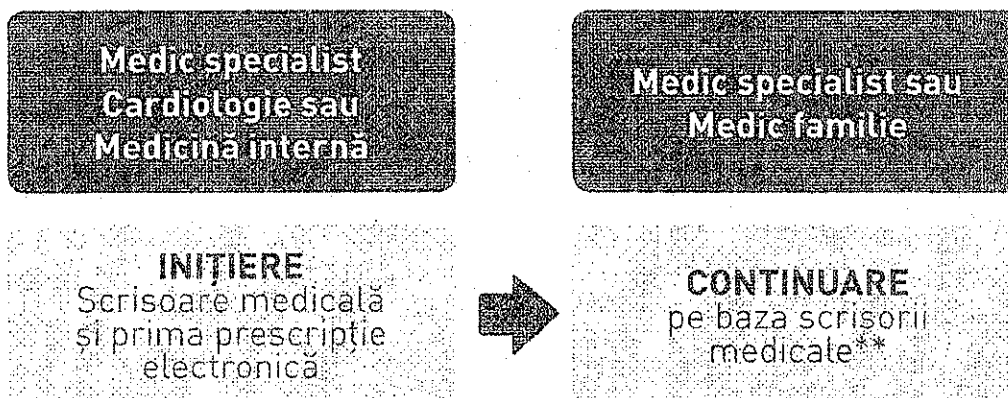 Medic specialist
Cardiologie sau
Medicină internă
Medic specialist sau
Medic familie
INIȚIERE
Scrisoare medicală
și prima prescripție
electronică
CONTINUARE
pe baza scrisorii
medicale**